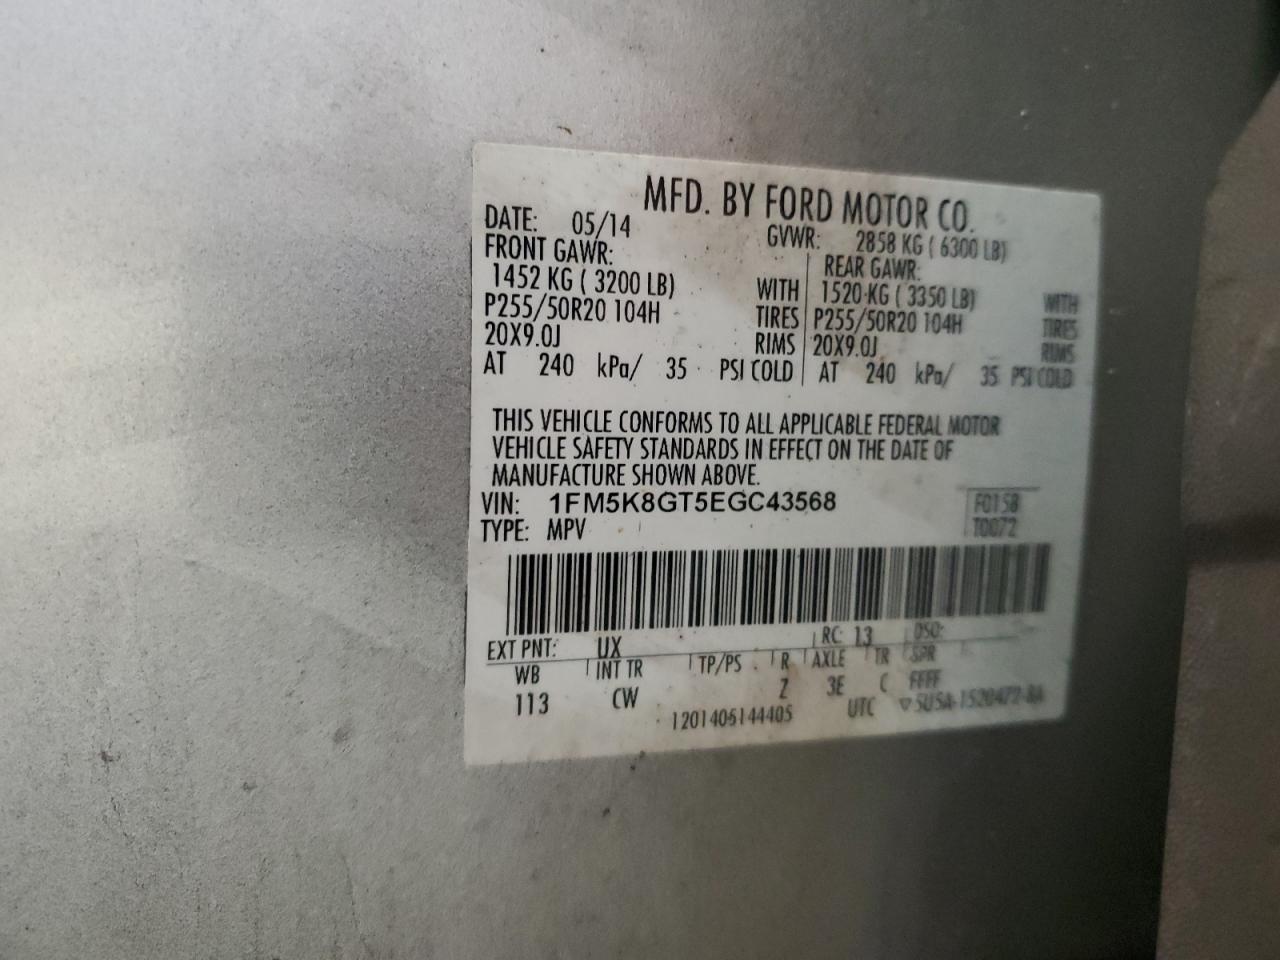 MFD. BY FORD MOTOR CO.
DATE: 05/14 GVWR: 2858 KG ( 6300 LB)
FRONT GAWR: REAR GAWR:
1452 KG ( 3200 LB) WITH 1520 KG ( 3350 LB) WITH
P255/50R20 104H TIRES P255/50R20 104H TIRES
20X9.0J RIMS 20X9.0J RIMS
AT 240 kPa/ 35 PSI COLD AT 240 kPa/ 35 PSI COLD
THIS VEHICLE CONFORMS TO ALL APPLICABLE FEDERAL MOTOR
VEHICLE SAFETY STANDARDS IN EFFECT ON THE DATE OF
MANUFACTURE SHOWN ABOVE.
VIN: 1FM5K8GT5EGC43568 F0158
TYPE: MPV T0072
EXT PNT: UX RC: 13 DSO:
WB INT TR TP/PS R AXLE TR SPR
113 CW Z 3E C FFFF
1201406144405 UTC ▽5U5A-1520472-BA